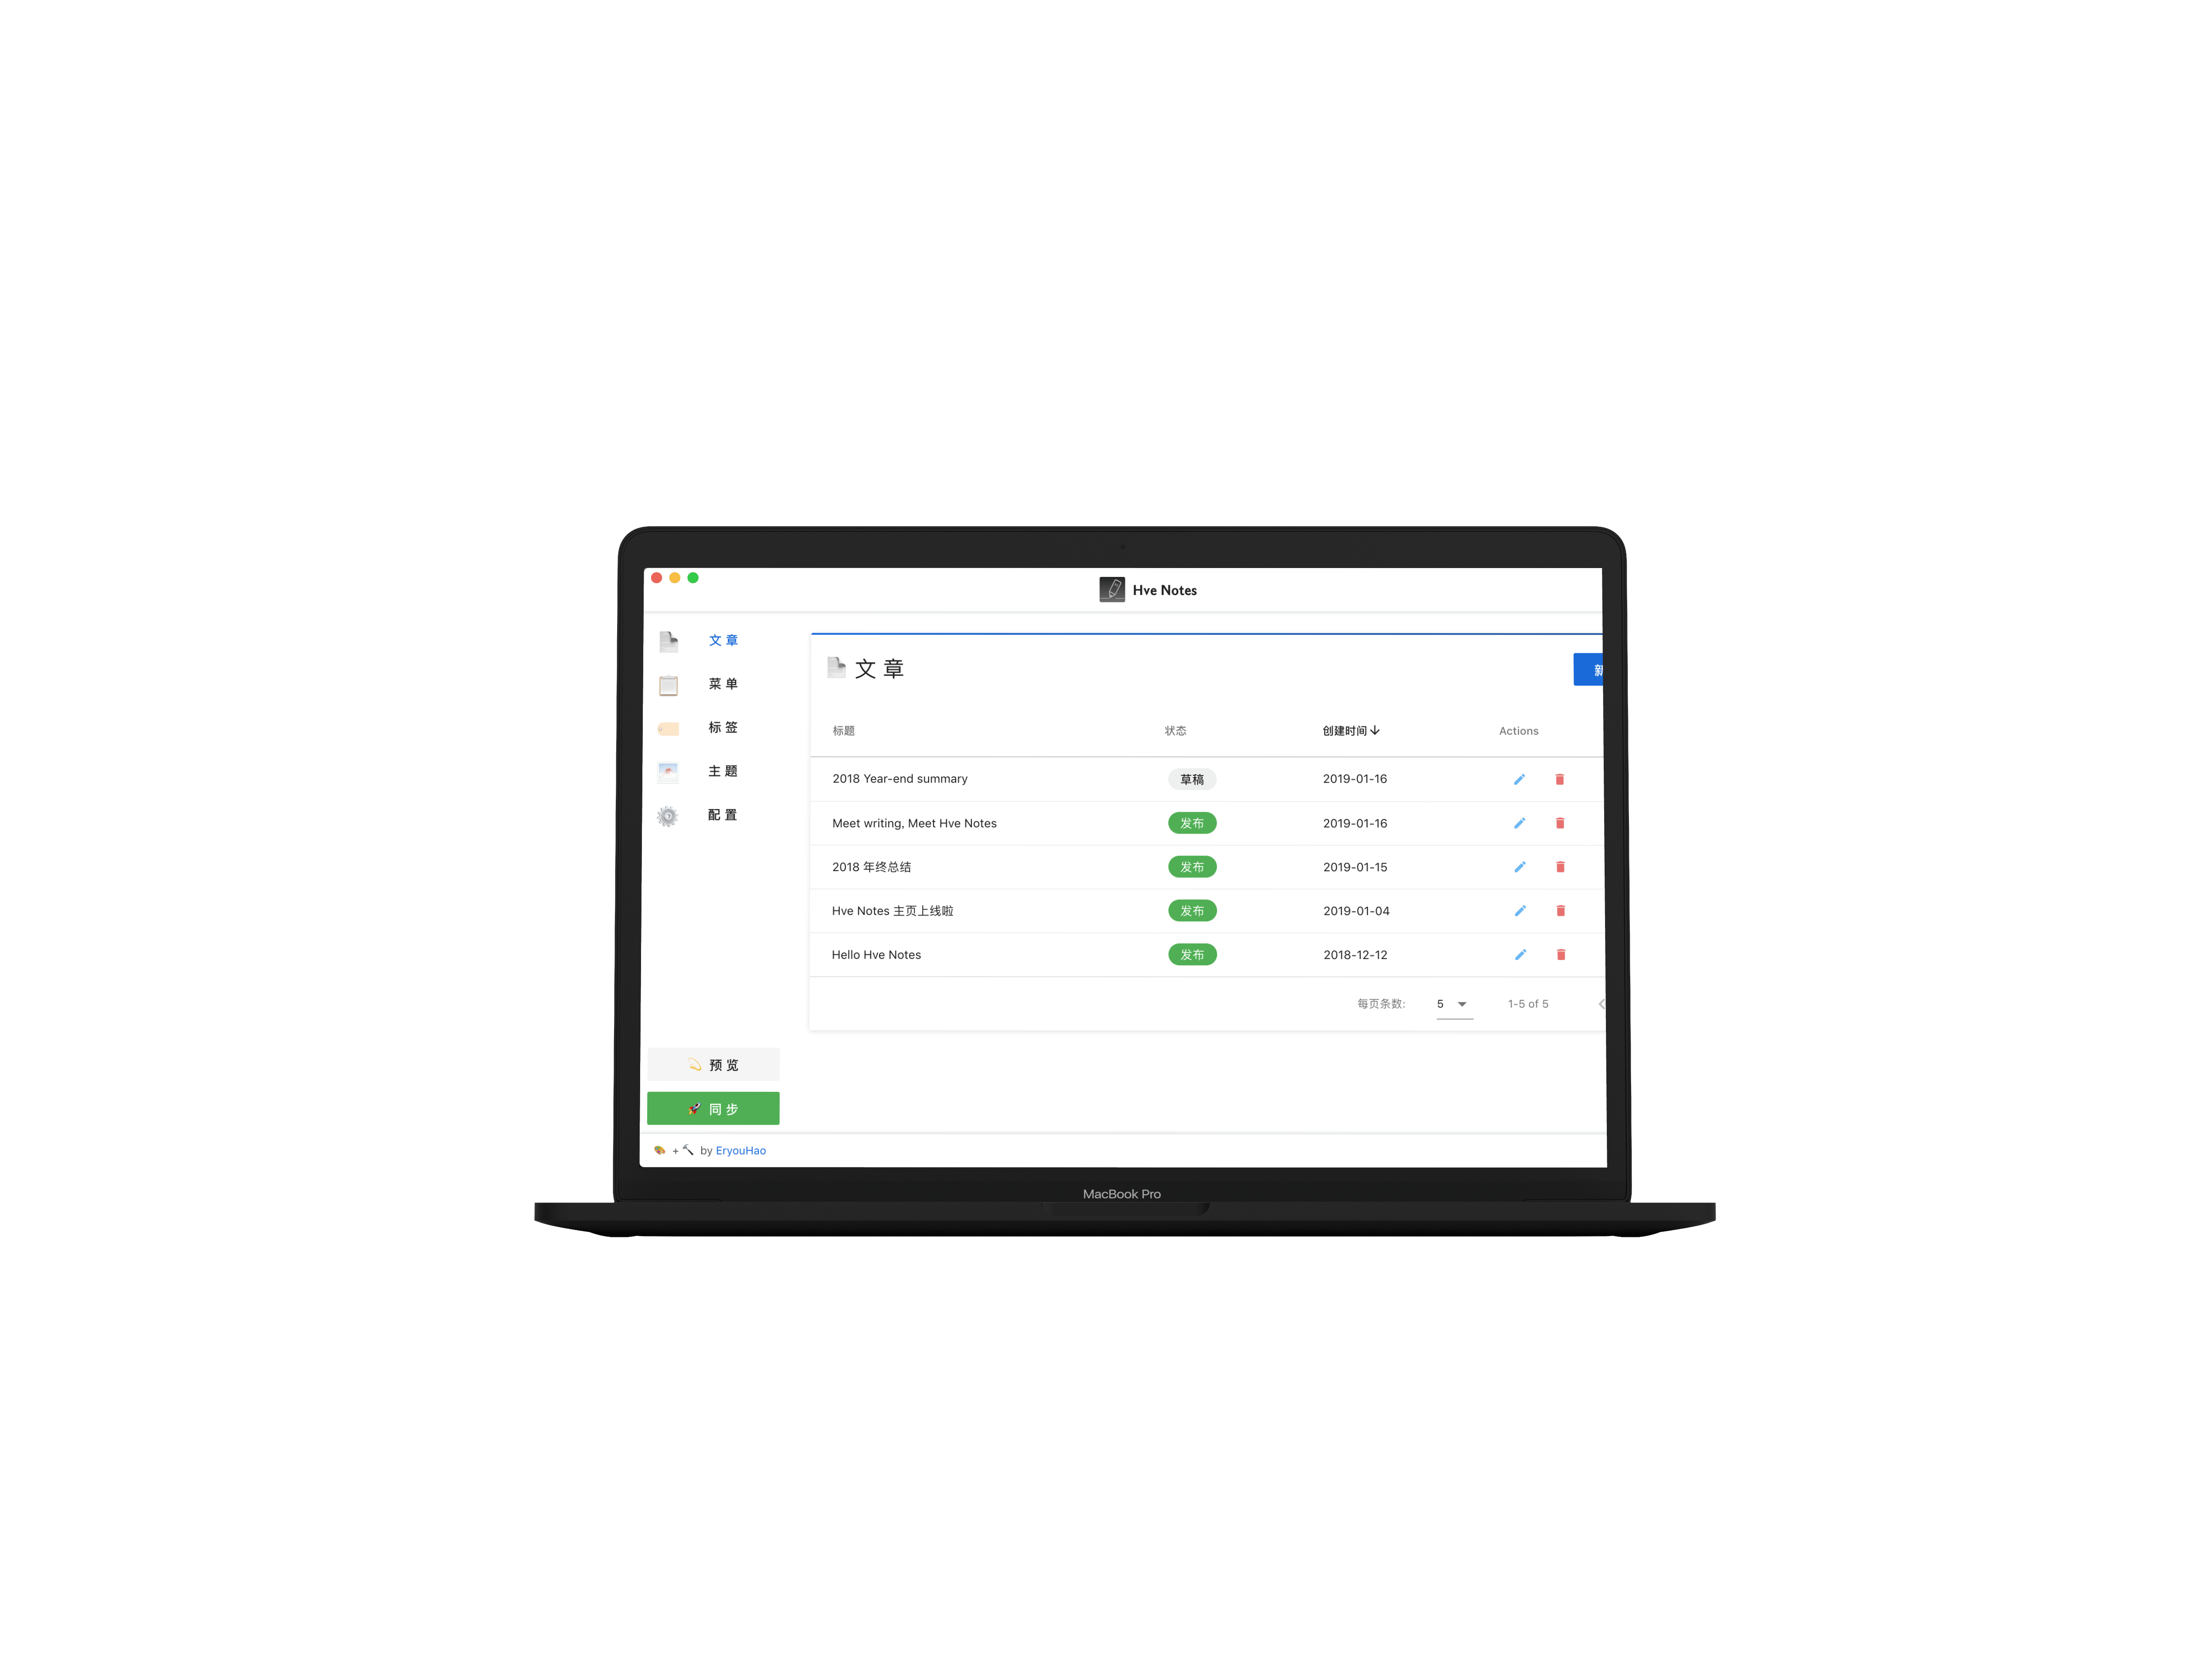 Hve Notes
文章
菜单
标签
主题
配置
预览
同步
文章
新
标题 状态 创建时间 Actions
2018 Year-end summary 草稿 2019-01-16
Meet writing, Meet Hve Notes 发布 2019-01-16
2018 年终总结 发布 2019-01-15
Hve Notes 主页上线啦 发布 2019-01-04
Hello Hve Notes 发布 2018-12-12
每页条数: 5 1-5 of 5
+ by EryouHao
MacBook Pro